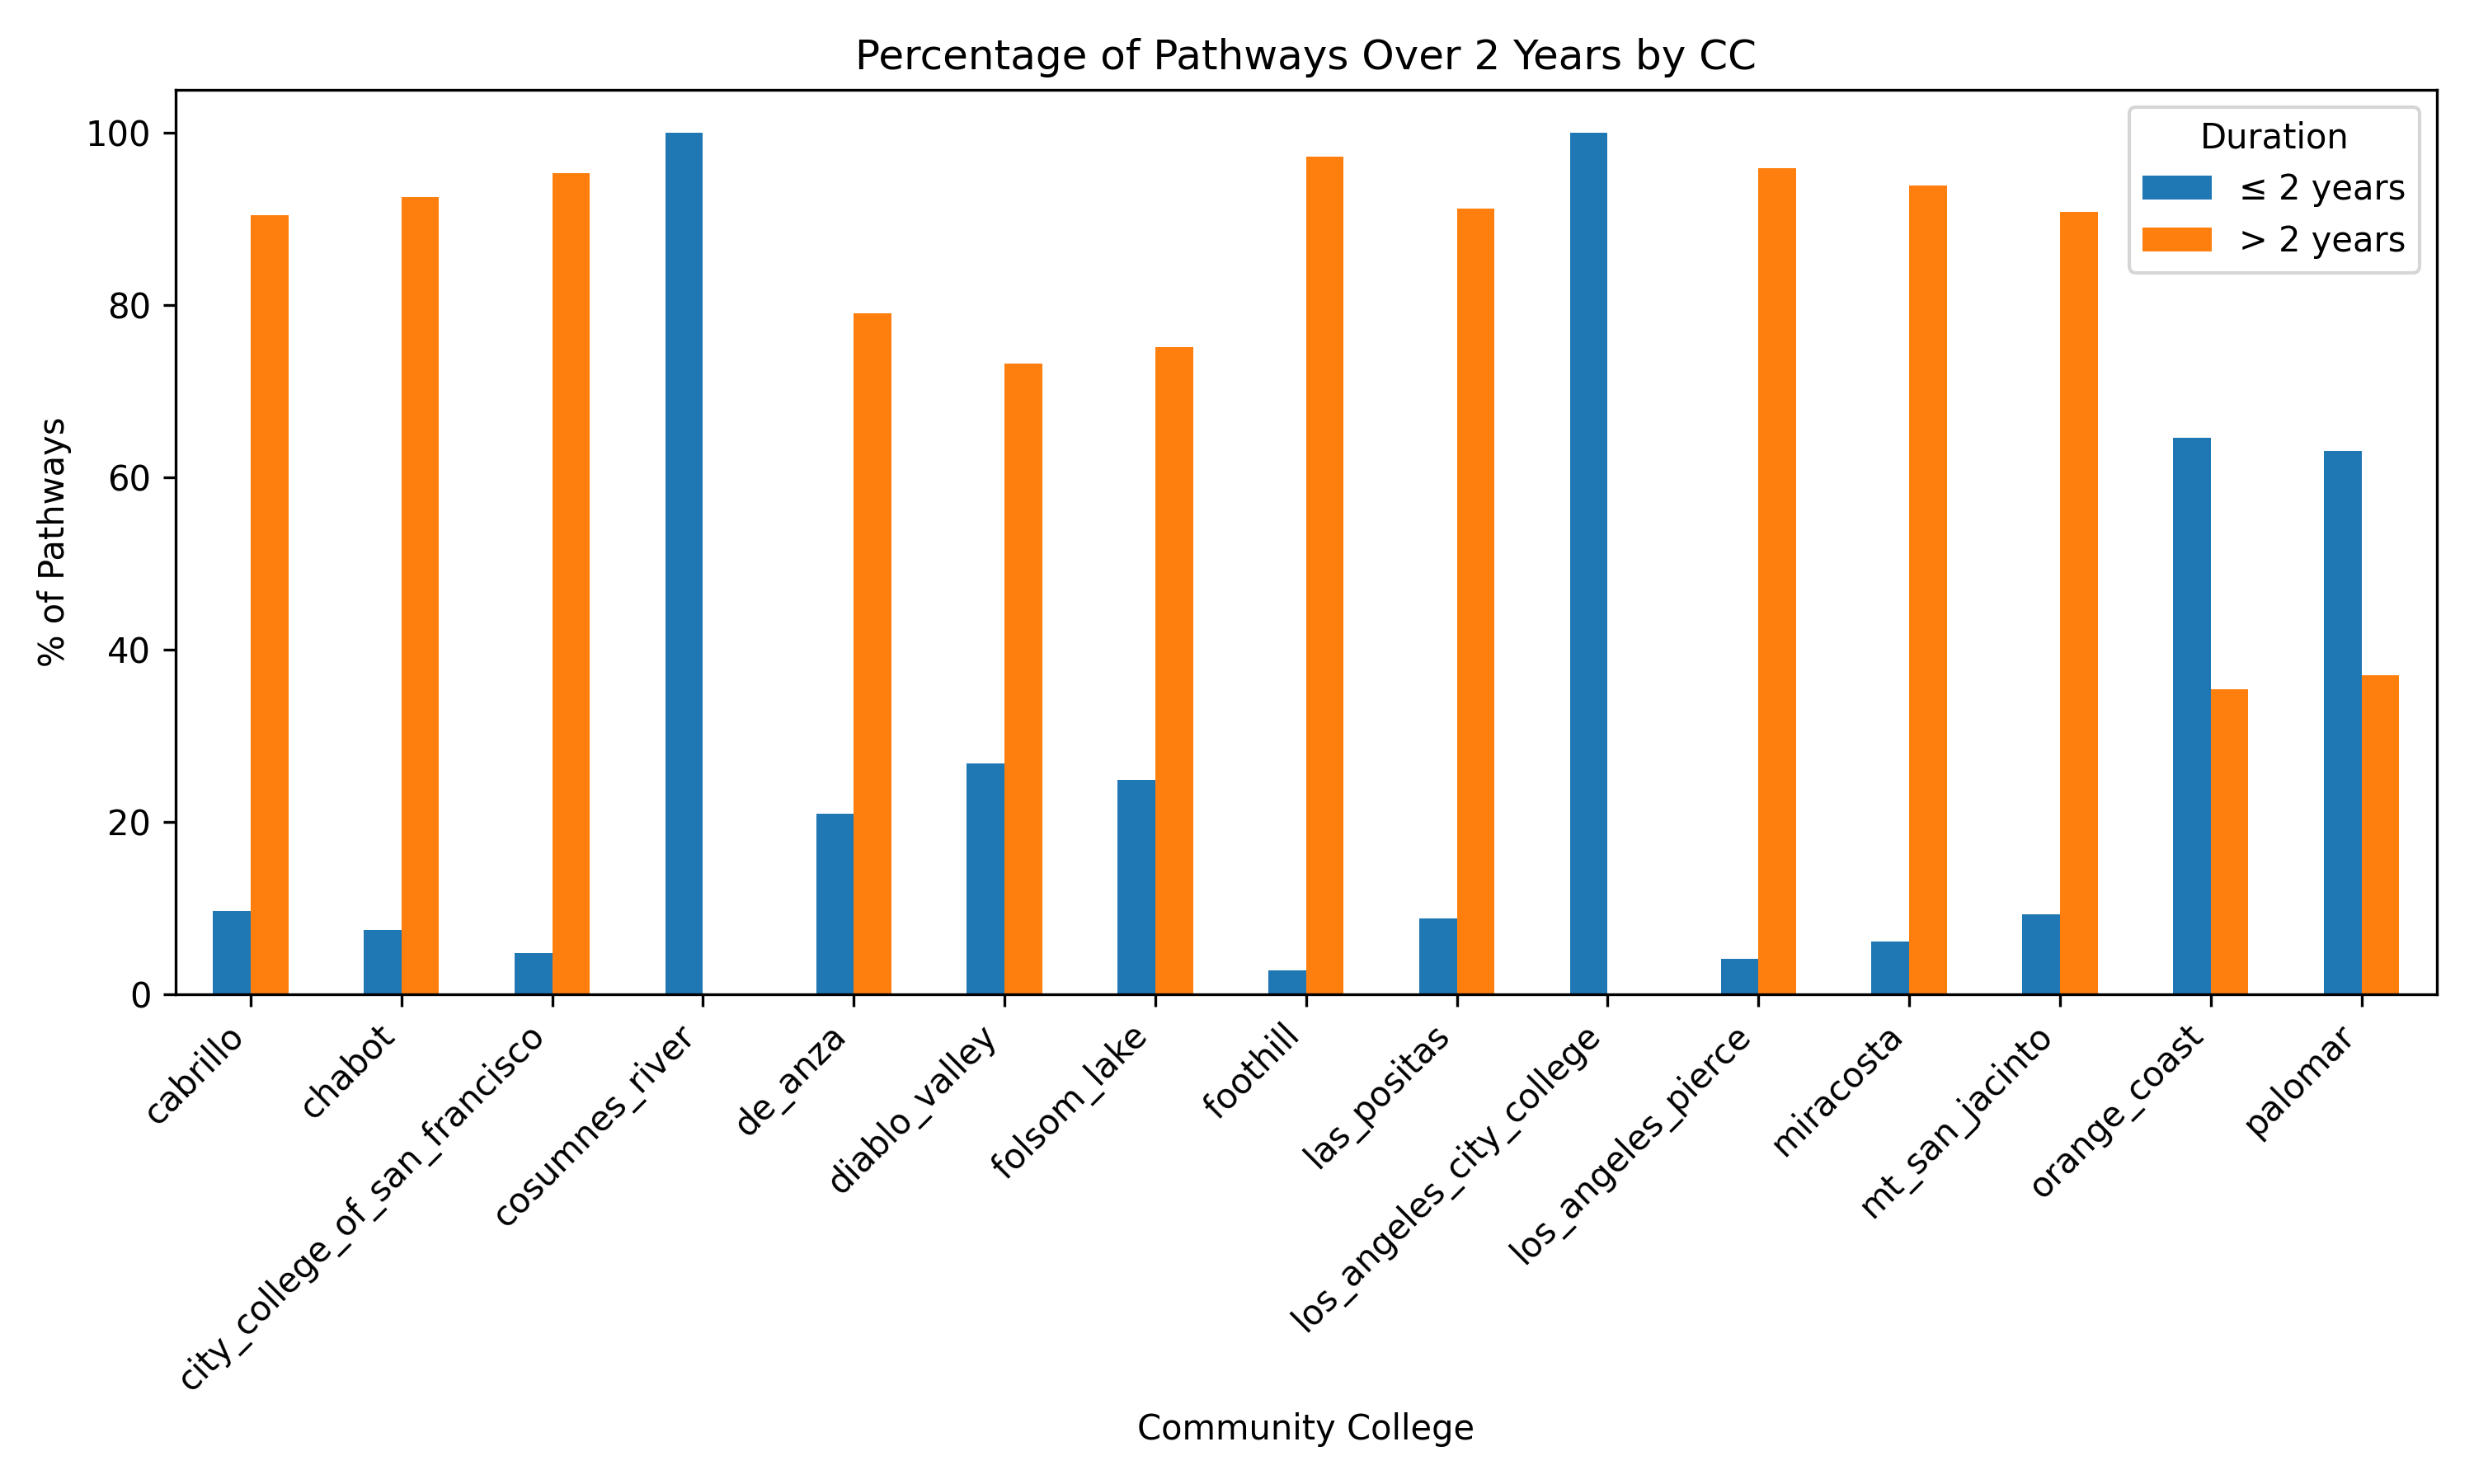 Percentage of Pathways Over 2 Years by CC
Duration
≤ 2 years
> 2 years
% of Pathways
100
80
60
40
20
0
cabrillo
chabot
city_college_of_san_francisco
cosumnes_river
de_anza
diablo_valley
folsom_lake
foothill
las_positas
los_angeles_city_college
los_angeles_pierce
miracosta
mt_san_jacinto
orange_coast
palomar
Community College